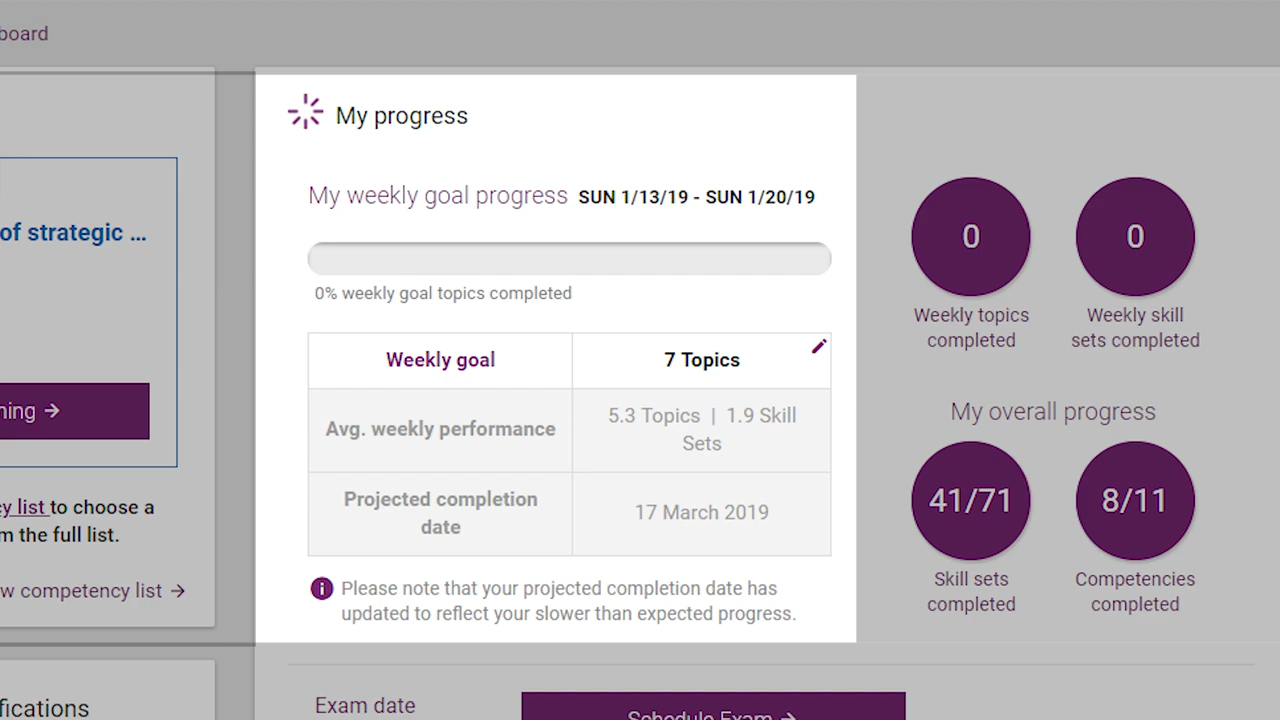 board
of strategic ...
ning →
y list to choose a
m the full list.
w competency list →
fications
My progress
My weekly goal progress SUN 1/13/19 - SUN 1/20/19
0% weekly goal topics completed
Weekly goal
7 Topics
Avg. weekly performance
5.3 Topics | 1.9 Skill
Sets
Projected completion
date
17 March 2019
Please note that your projected completion date has
updated to reflect your slower than expected progress.
0
Weekly topics
completed
0
Weekly skill
sets completed
My overall progress
41/71
Skill sets
completed
8/11
Competencies
completed
Exam date
Schedule Exam →